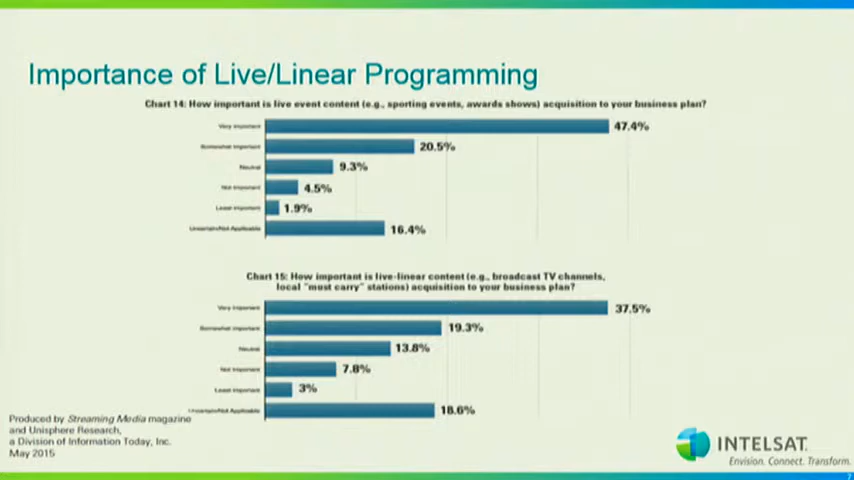 Importance of Live/Linear Programming
Chart 14: How important is live event content (e.g., sporting events, awards shows) acquisition to your business plan?
Very Important 47.4%
Somewhat Important 20.5%
Neutral 9.3%
Not Important 4.5%
Least Important 1.9%
Uncertain/Not Applicable 16.4%
Chart 15: How important is live-linear content (e.g., broadcast TV channels,
local "must carry" stations) acquisition to your business plan?
Very Important 37.5%
Somewhat Important 19.3%
Neutral 13.8%
Not Important 7.8%
Least Important 3%
Uncertain/Not Applicable 18.6%
Produced by Streaming Media magazine
and Unisphere Research,
a Division of Information Today, Inc.
May 2015
INTELSAT.
Envision. Connect. Transform.
7